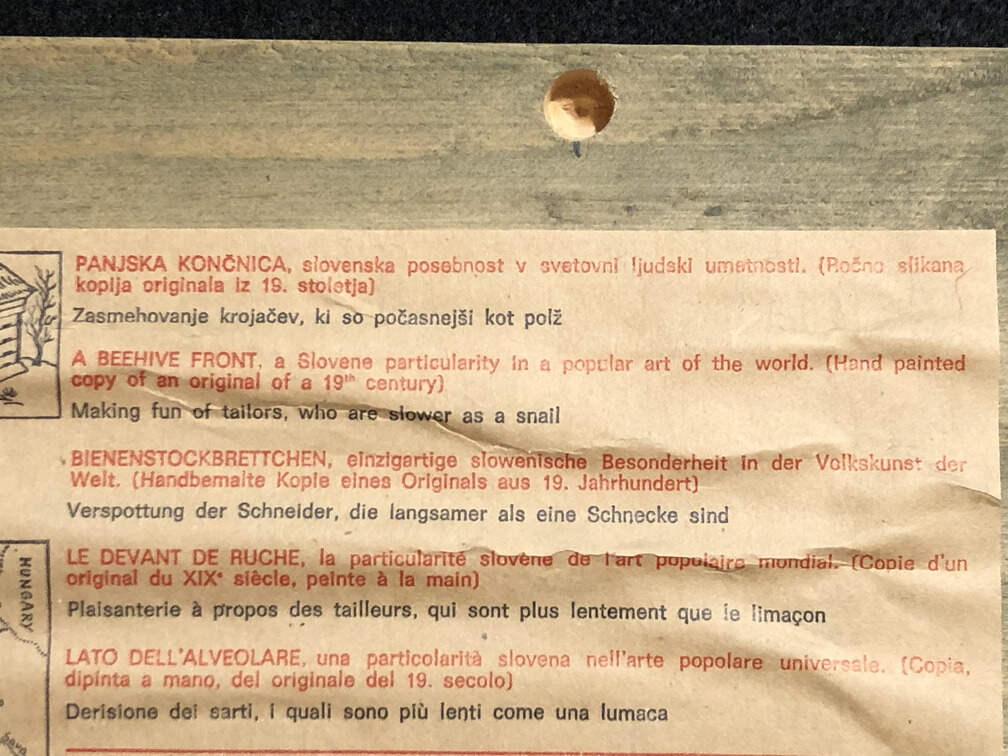 PANJSKA KONČNICA, slovenska posebnost v svetovni ljudski umetnosti. (Ročno slikana
kopija originala iz 19. stoletja)
Zasmehovanje krojačev, ki so počasnejši kot polž
A BEEHIVE FRONT, a Slovene particularity in a popular art of the world. (Hand painted
copy of an original of a 19th century)
Making fun of tailors, who are slower as a snail
BIENENSTOCKBRETTCHEN, einzigartige slowenische Besonderheit in der Volkskunst der
Welt. (Handbemalte Kopie eines Originals aus 19. Jahrhundert)
Verspottung der Schneider, die langsamer als eine Schnecke sind
HUNGARY
LE DEVANT DE RUCHE, la particularité slovène de l'art populaire mondial. (Copie d'un
original du XIXe siècle, peinte à la main)
Plaisanterie à propos des tailleurs, qui sont plus lentement que le limaçon
LATO DELL'ALVEOLARE, una particolarità slovena nell'arte popolare universale. (Copia,
dipinta a mano, del originale del 19. secolo)
Derisione dei sarti, i quali sono più lenti come una lumaca